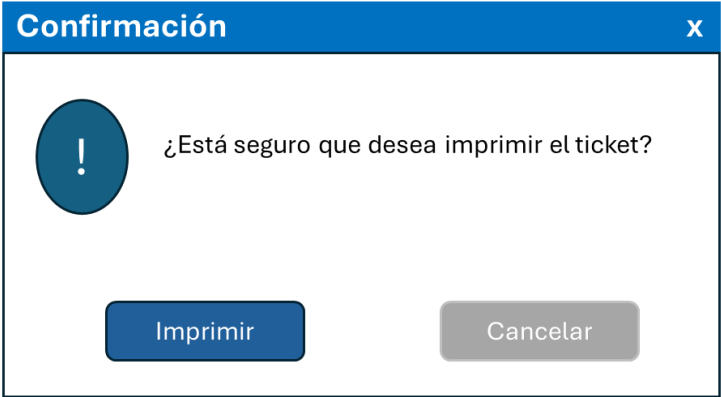 Confirmación x
!
¿Está seguro que desea imprimir el ticket?
Imprimir Cancelar